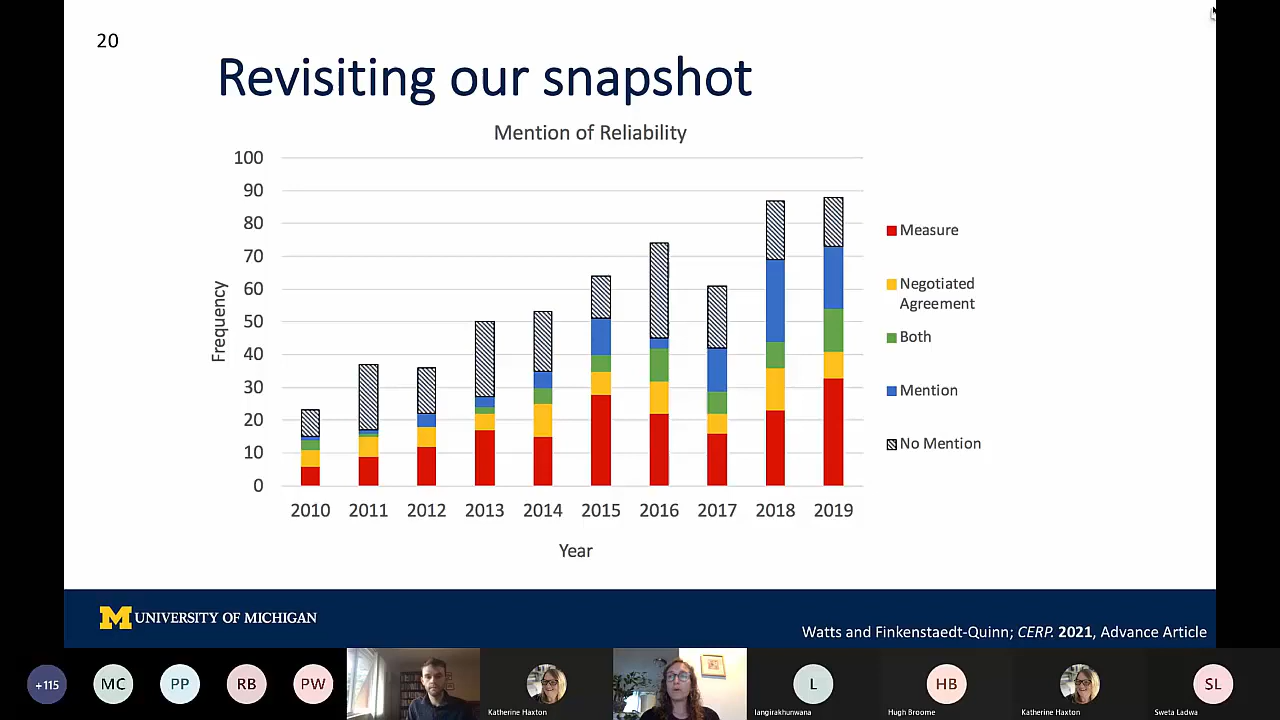 20
Revisiting our snapshot
Mention of Reliability
100
90
80
70
60
50
40
30
20
10
0
Frequency
2010 2011 2012 2013 2014 2015 2016 2017 2018 2019
Year
Measure
Negotiated
Agreement
Both
Mention
No Mention
M UNIVERSITY OF MICHIGAN
Watts and Finkenstaedt-Quinn; CERP. 2021, Advance Article
+115 MC PP RB PW L HB SL
Katherine Haxton langirakhunwana Hugh Broome Katherine Haxton Sweta Ladwa